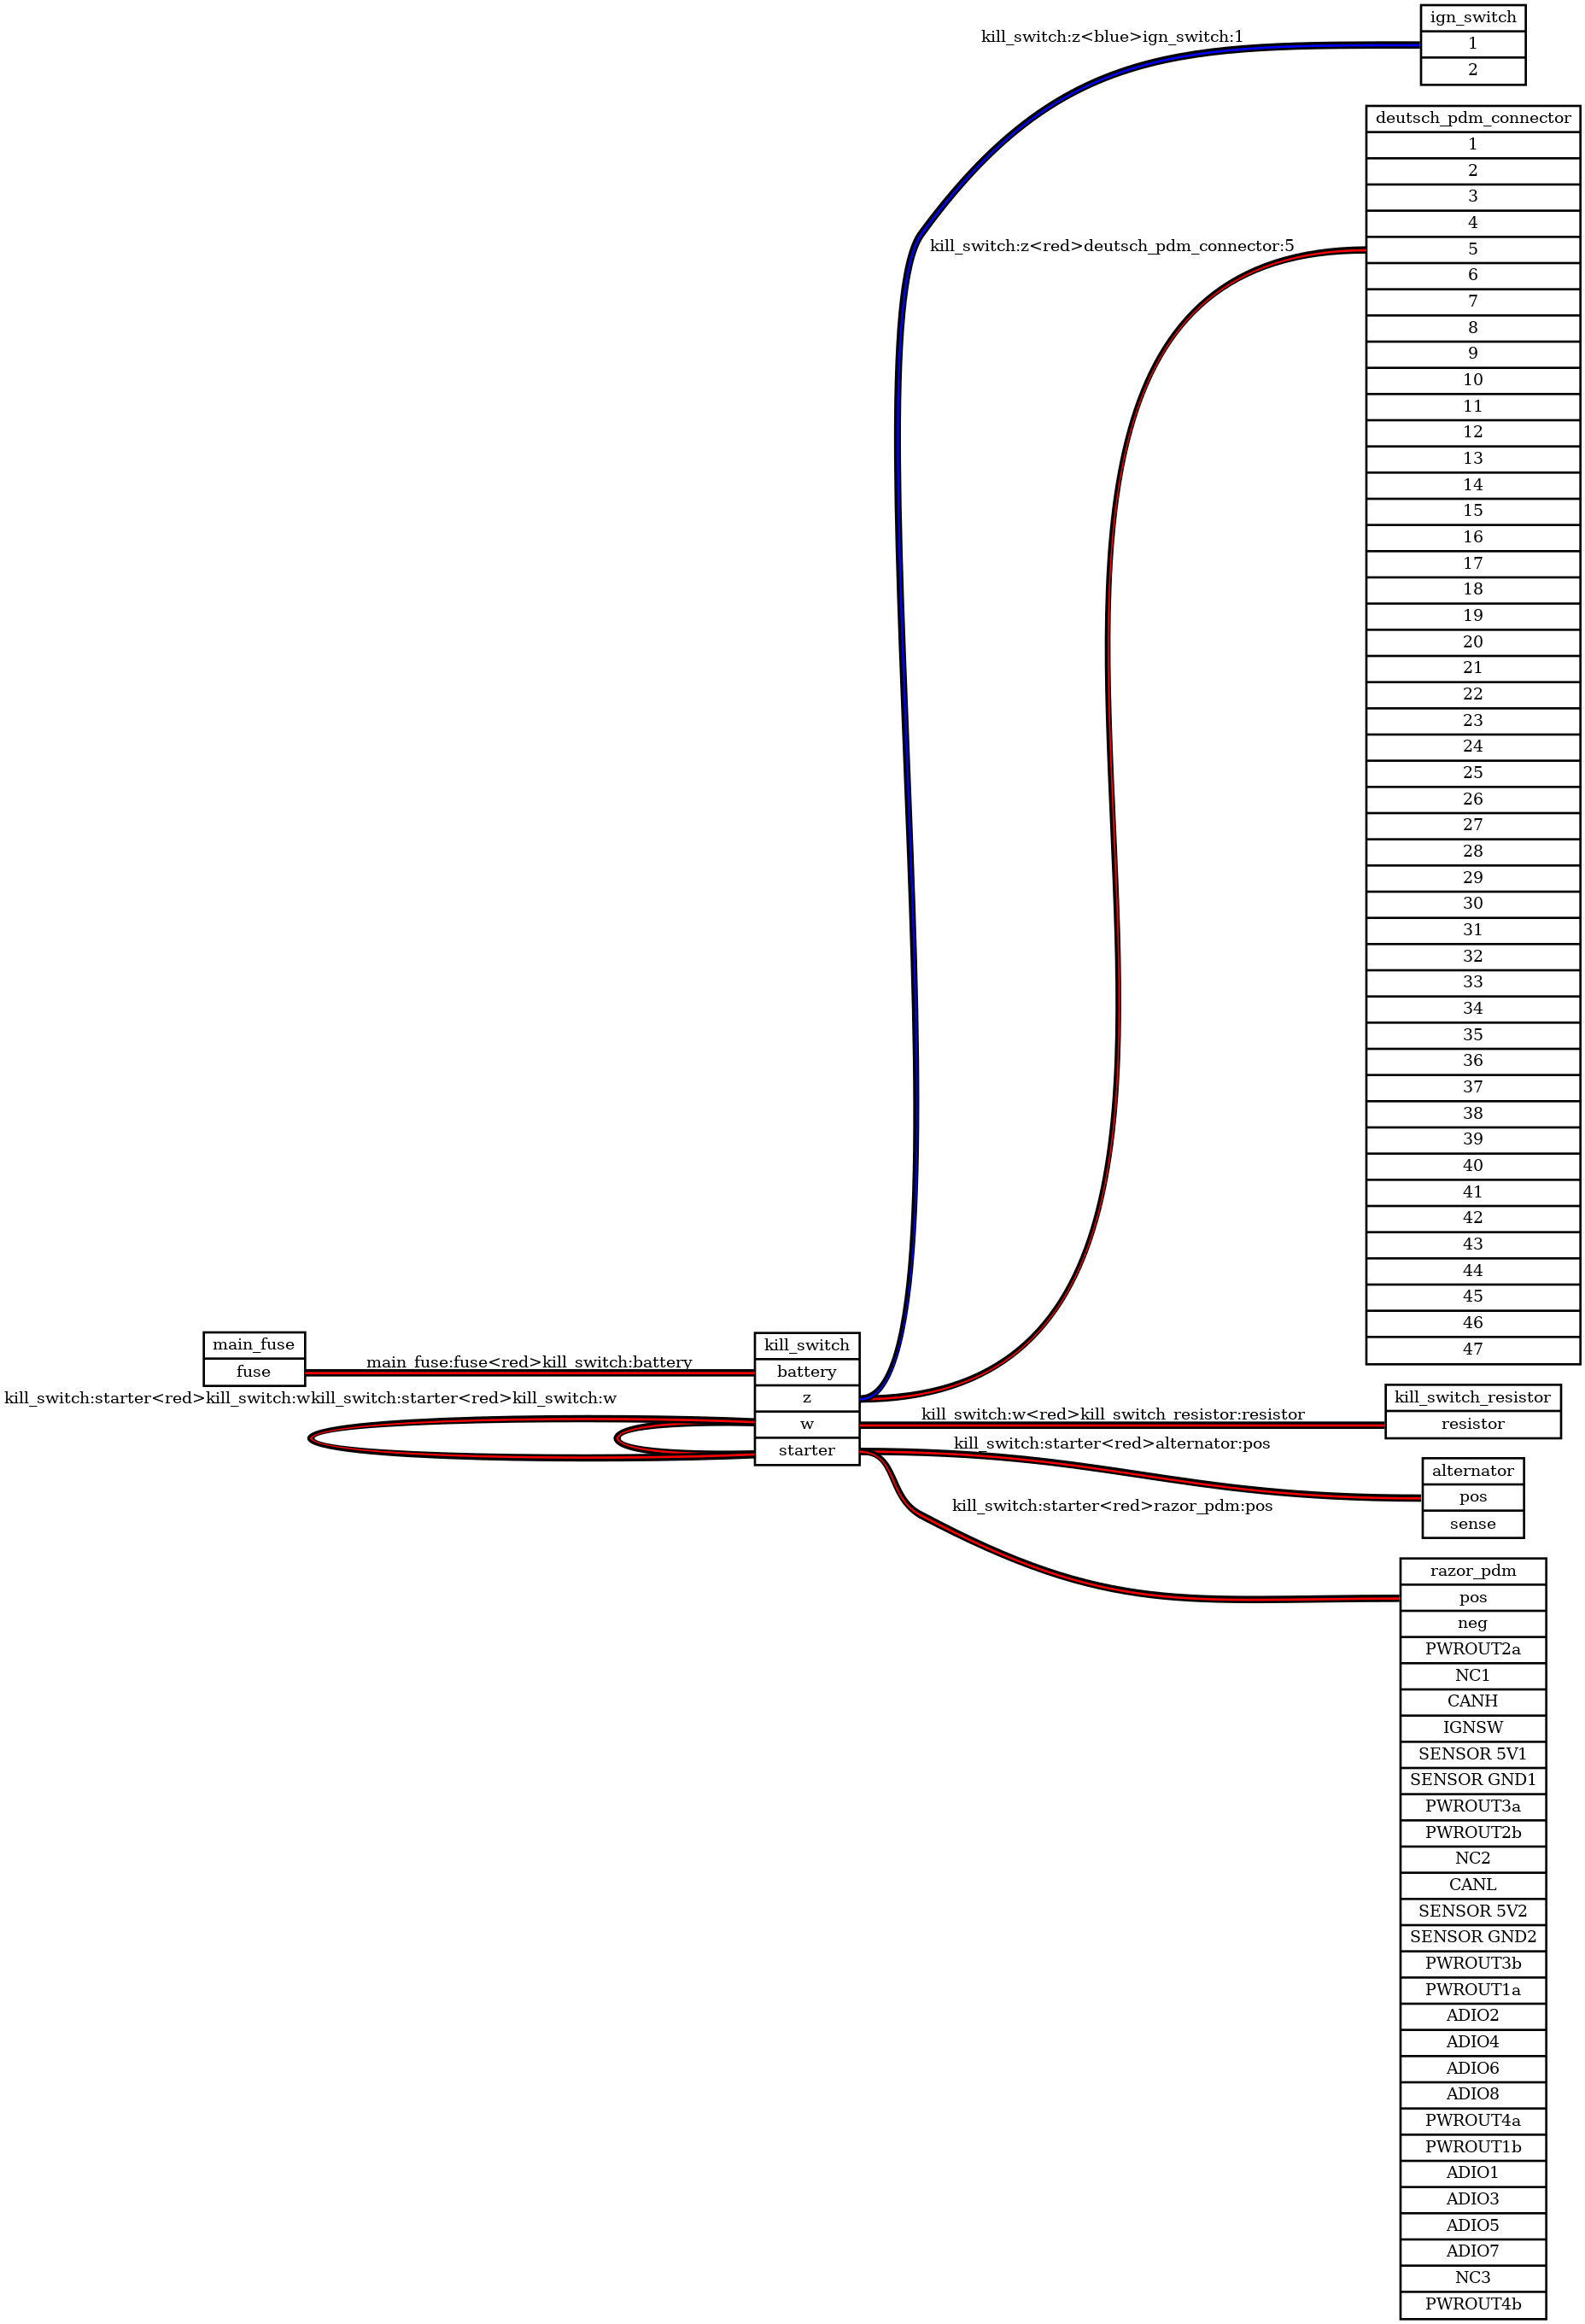 ign_switch
1
2
kill_switch:z<blue>ign_switch:1
deutsch_pdm_connector
1
2
3
4
5
6
7
8
9
10
11
12
13
14
15
16
17
18
19
20
21
22
23
24
25
26
27
28
29
30
31
32
33
34
35
36
37
38
39
40
41
42
43
44
45
46
47
kill_switch:z<red>deutsch_pdm_connector:5
main_fuse
fuse
main_fuse:fuse<red>kill_switch:battery
kill_switch
battery
z
w
starter
kill_switch:starter<red>kill_switch:w
kill_switch:starter<red>kill_switch:w
kill_switch:w<red>kill_switch_resistor:resistor
kill_switch_resistor
resistor
kill_switch:starter<red>alternator:pos
alternator
pos
sense
kill_switch:starter<red>razor_pdm:pos
razor_pdm
pos
neg
PWROUT2a
NC1
CANH
IGNSW
SENSOR 5V1
SENSOR GND1
PWROUT3a
PWROUT2b
NC2
CANL
SENSOR 5V2
SENSOR GND2
PWROUT3b
PWROUT1a
ADIO2
ADIO4
ADIO6
ADIO8
PWROUT4a
PWROUT1b
ADIO1
ADIO3
ADIO5
ADIO7
NC3
PWROUT4b